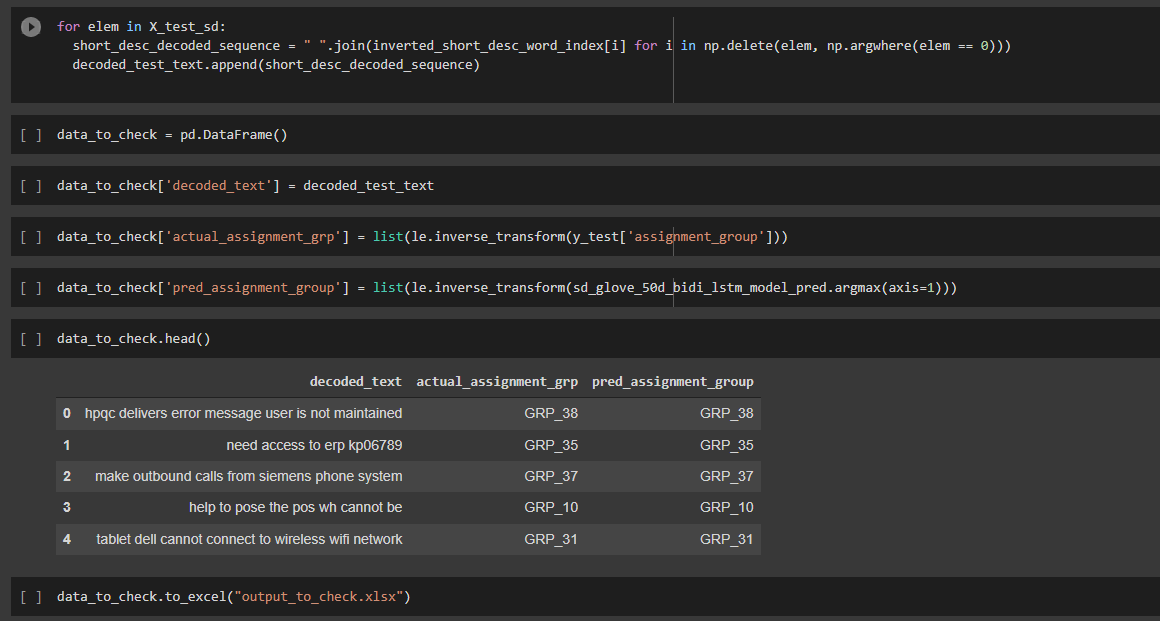 for elem in X_test_sd:
  short_desc_decoded_sequence = " ".join(inverted_short_desc_word_index[i] for i in np.delete(elem, np.argwhere(elem == 0)))
  decoded_test_text.append(short_desc_decoded_sequence)
[ ] data_to_check = pd.DataFrame()
[ ] data_to_check['decoded_text'] = decoded_test_text
[ ] data_to_check['actual_assignment_grp'] = list(le.inverse_transform(y_test['assignment_group']))
[ ] data_to_check['pred_assignment_group'] = list(le.inverse_transform(sd_glove_50d_bidi_lstm_model_pred.argmax(axis=1)))
[ ] data_to_check.head()
decoded_text actual_assignment_grp pred_assignment_group
0 hpqc delivers error message user is not maintained GRP_38 GRP_38
1 need access to erp kp06789 GRP_35 GRP_35
2 make outbound calls from siemens phone system GRP_37 GRP_37
3 help to pose the pos wh cannot be GRP_10 GRP_10
4 tablet dell cannot connect to wireless wifi network GRP_31 GRP_31
[ ] data_to_check.to_excel("output_to_check.xlsx")